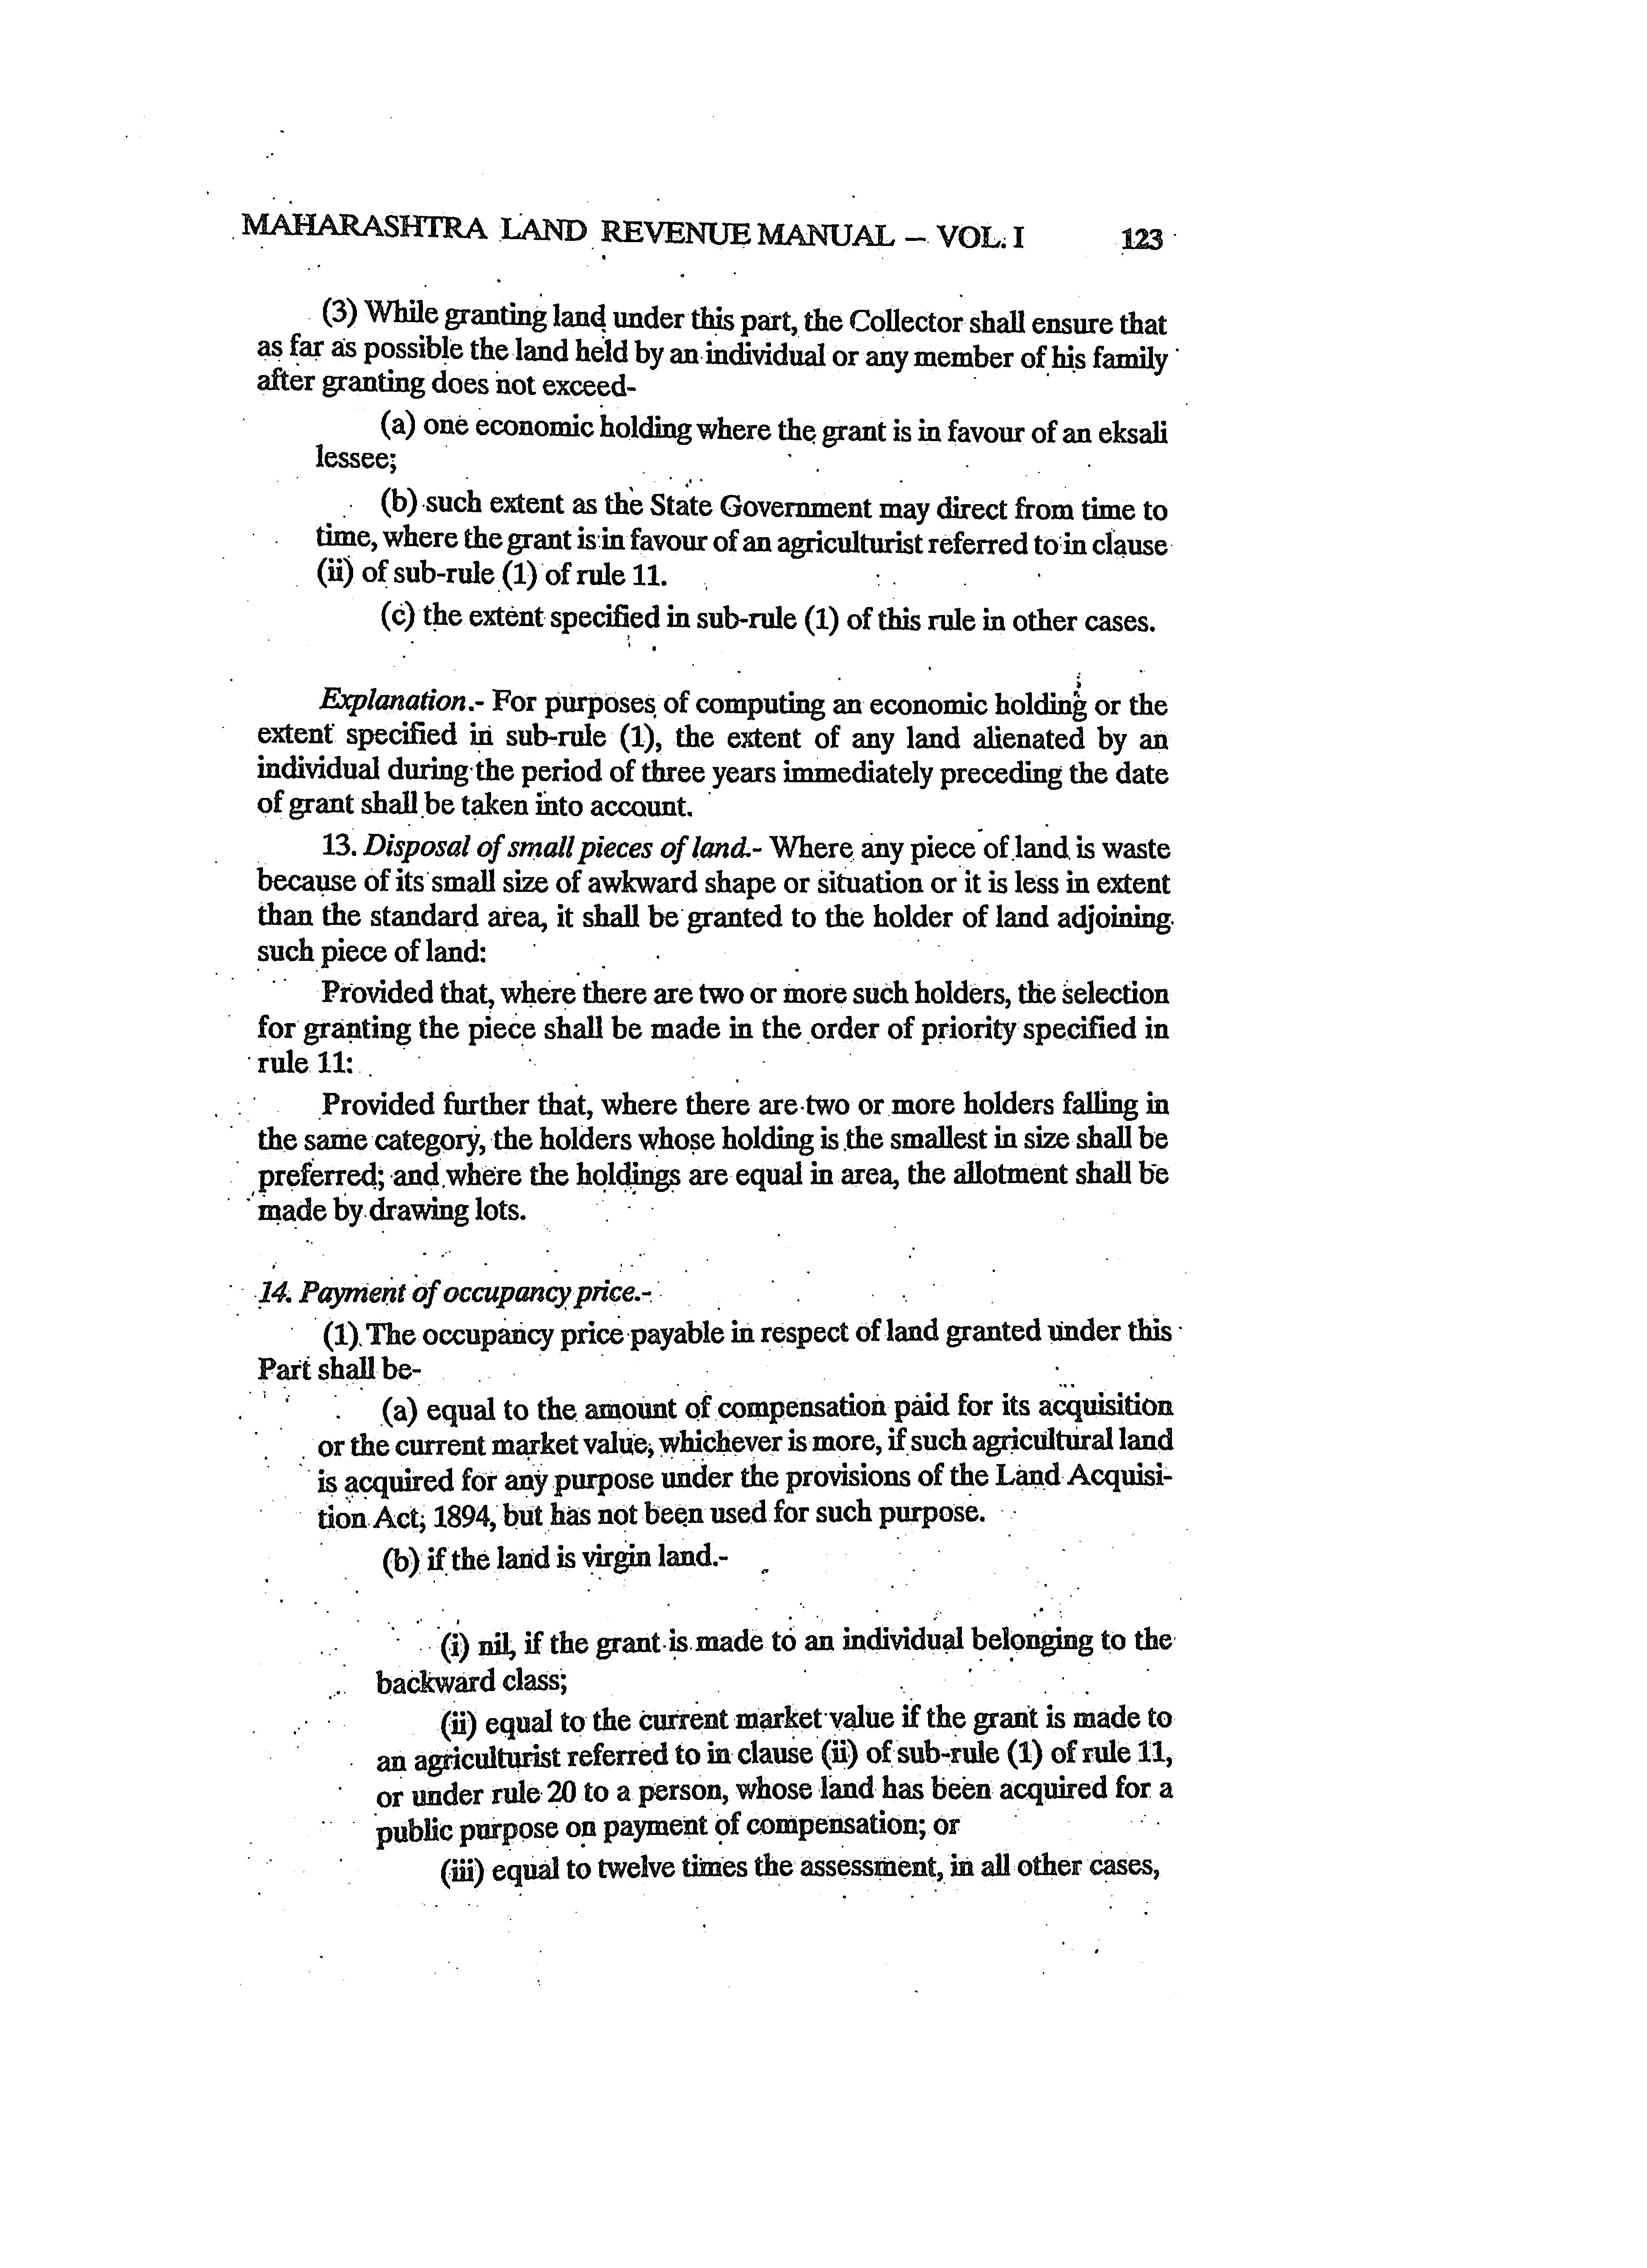 MAHARASHTRA LAND REVENUE MANUAL – VOL. I 123
(3) While granting land under this part, the Collector shall ensure that
as far as possible the land held by an individual or any member of his family
after granting does not exceed-
(a) one economic holding where the grant is in favour of an eksali
lessee;
(b) such extent as the State Government may direct from time to
time, where the grant is in favour of an agriculturist referred to in clause
(ii) of sub-rule (1) of rule 11.
(c) the extent specified in sub-rule (1) of this rule in other cases.
Explanation.- For purposes of computing an economic holding or the
extent specified in sub-rule (1), the extent of any land alienated by an
individual during the period of three years immediately preceding the date
of grant shall be taken into account.
13. Disposal of small pieces of land.- Where any piece of land is waste
because of its small size of awkward shape or situation or it is less in extent
than the standard area, it shall be granted to the holder of land adjoining
such piece of land:
Provided that, where there are two or more such holders, the selection
for granting the piece shall be made in the order of priority specified in
rule 11:
Provided further that, where there are two or more holders falling in
the same category, the holders whose holding is the smallest in size shall be
preferred; and where the holdings are equal in area, the allotment shall be
made by drawing lots.
14. Payment of occupancy price.-
(1) The occupancy price payable in respect of land granted under this
Part shall be-
(a) equal to the amount of compensation paid for its acquisition
or the current market value, whichever is more, if such agricultural land
is acquired for any purpose under the provisions of the Land Acquisi-
tion Act, 1894, but has not been used for such purpose.
(b) if the land is virgin land.-
(i) nil, if the grant is made to an individual belonging to the
backward class;
(ii) equal to the current market value if the grant is made to
an agriculturist referred to in clause (ii) of sub-rule (1) of rule 11,
or under rule 20 to a person, whose land has been acquired for a
public purpose on payment of compensation; or
(iii) equal to twelve times the assessment, in all other cases,